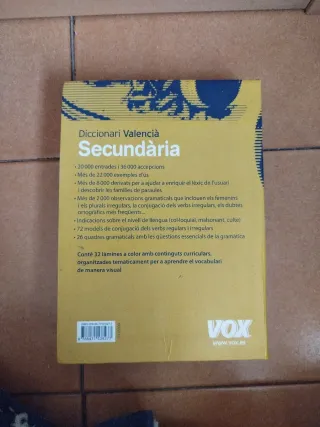 Diccionari Valencià
Secundària
• 20 000 entrades i 30 000 accepcions
• Més de 22 000 exemples d'ús
• Més de 8 000 derivats per a ajudar a enriquir el lèxic de l'usuari
i descobrir les famílies de paraules
• Més de 2 000 observacions gramaticals que inclouen els femenins
i els plurals irregulars, la conjugació dels verbs irregulars, els dubtes
ortogràfics més freqüents...
• Indicacions sobre el nivell de llengua (col·loquial, malsonant, culte)
• 72 models de conjugació dels verbs regulars i irregulars
• 26 quadres gramaticals amb les qüestions essencials de la gramàtica
Conté 32 làmines a color amb continguts curriculars,
organitzades temàticament per a aprendre el vocabulari
de manera visual
VOX
www.vox.es